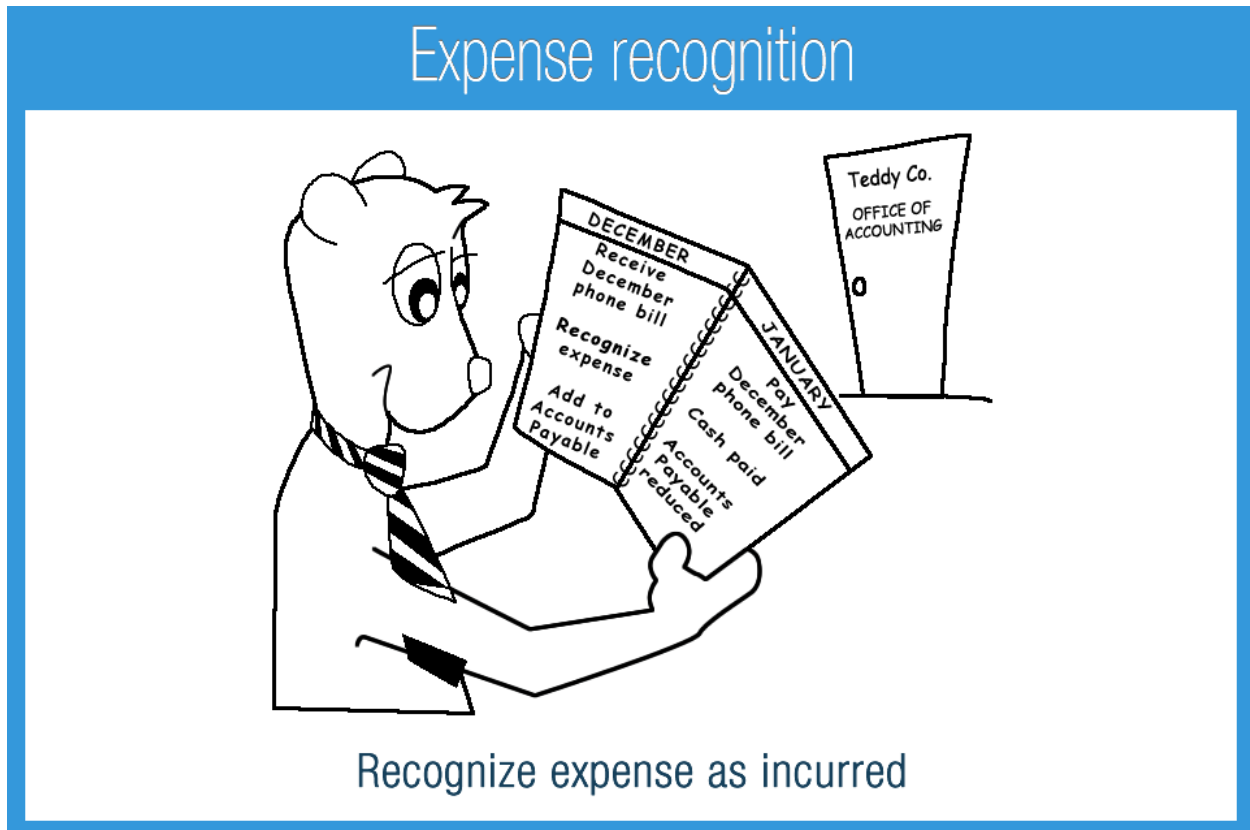 Expense recognition
Teddy Co.
OFFICE OF
ACCOUNTING
DECEMBER
Receive
December
phone bill
Recognize
expense
Add to
Accounts
Payable
JANUARY
Pay
December
phone bill
Cash paid
Accounts
Payable
reduced
Recognize expense as incurred